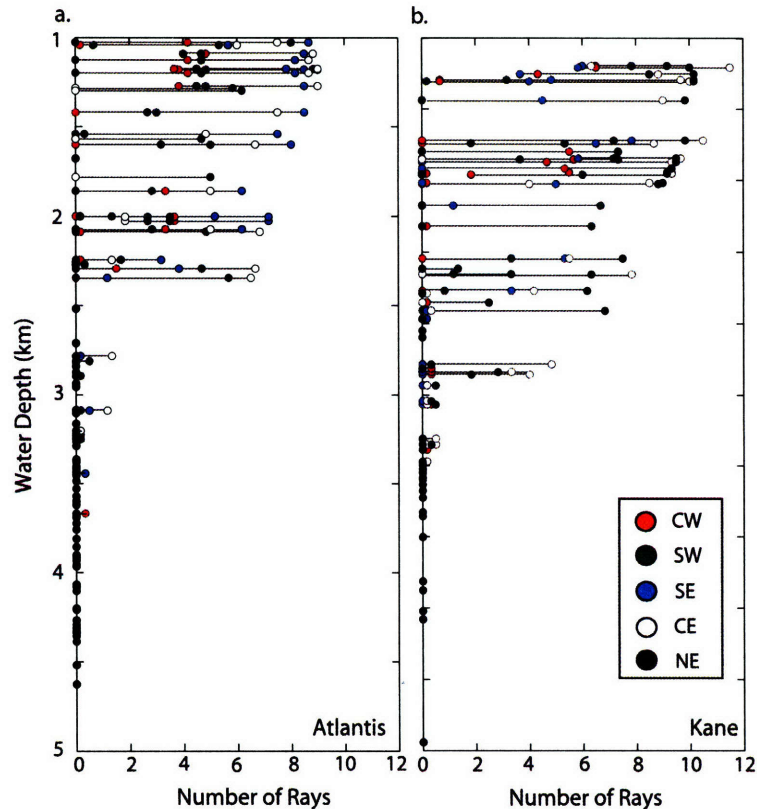 a.
b.
1
2
3
4
5
Water Depth (km)
0 2 4 6 8 10 12
0 2 4 6 8 10 12
Number of Rays
Number of Rays
Atlantis
Kane
CW
SW
SE
CE
NE